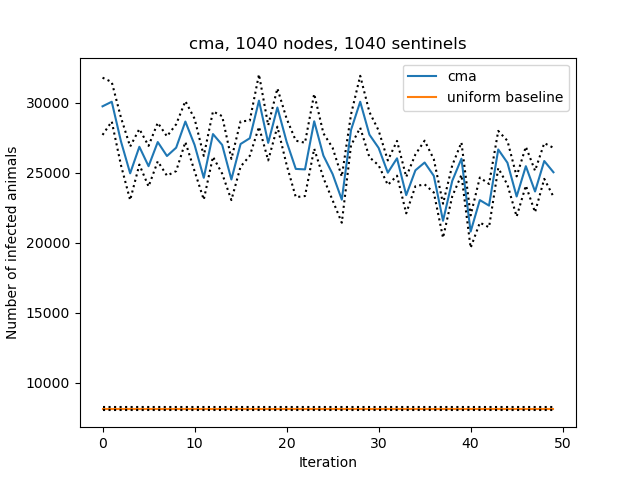 cma, 1040 nodes, 1040 sentinels
cma
uniform baseline
Number of infected animals
30000
25000
20000
15000
10000
0 10 20 30 40 50
Iteration